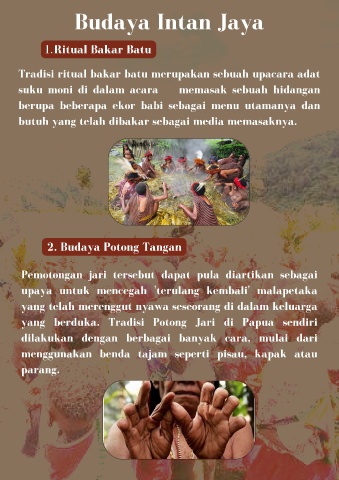 Budaya Intan Jaya
1.Ritual Bakar Batu
Tradisi ritual bakar batu merupakan sebuah upacara adat
suku moni di dalam acara memasak sebuah hidangan
berupa beberapa ekor babi sebagai menu utamanya dan
butuh yang telah dibakar sebagai media memasaknya.
2. Budaya Potong Tangan
Pemotongan jari tersebut dapat pula diartikan sebagai
upaya untuk mencegah 'terulang kembali' malapetaka
yang telah merenggut nyawa seseorang di dalam keluarga
yang berduka. Tradisi Potong Jari di Papua sendiri
dilakukan dengan berbagai banyak cara, mulai dari
menggunakan benda tajam seperti pisau, kapak atau
parang.